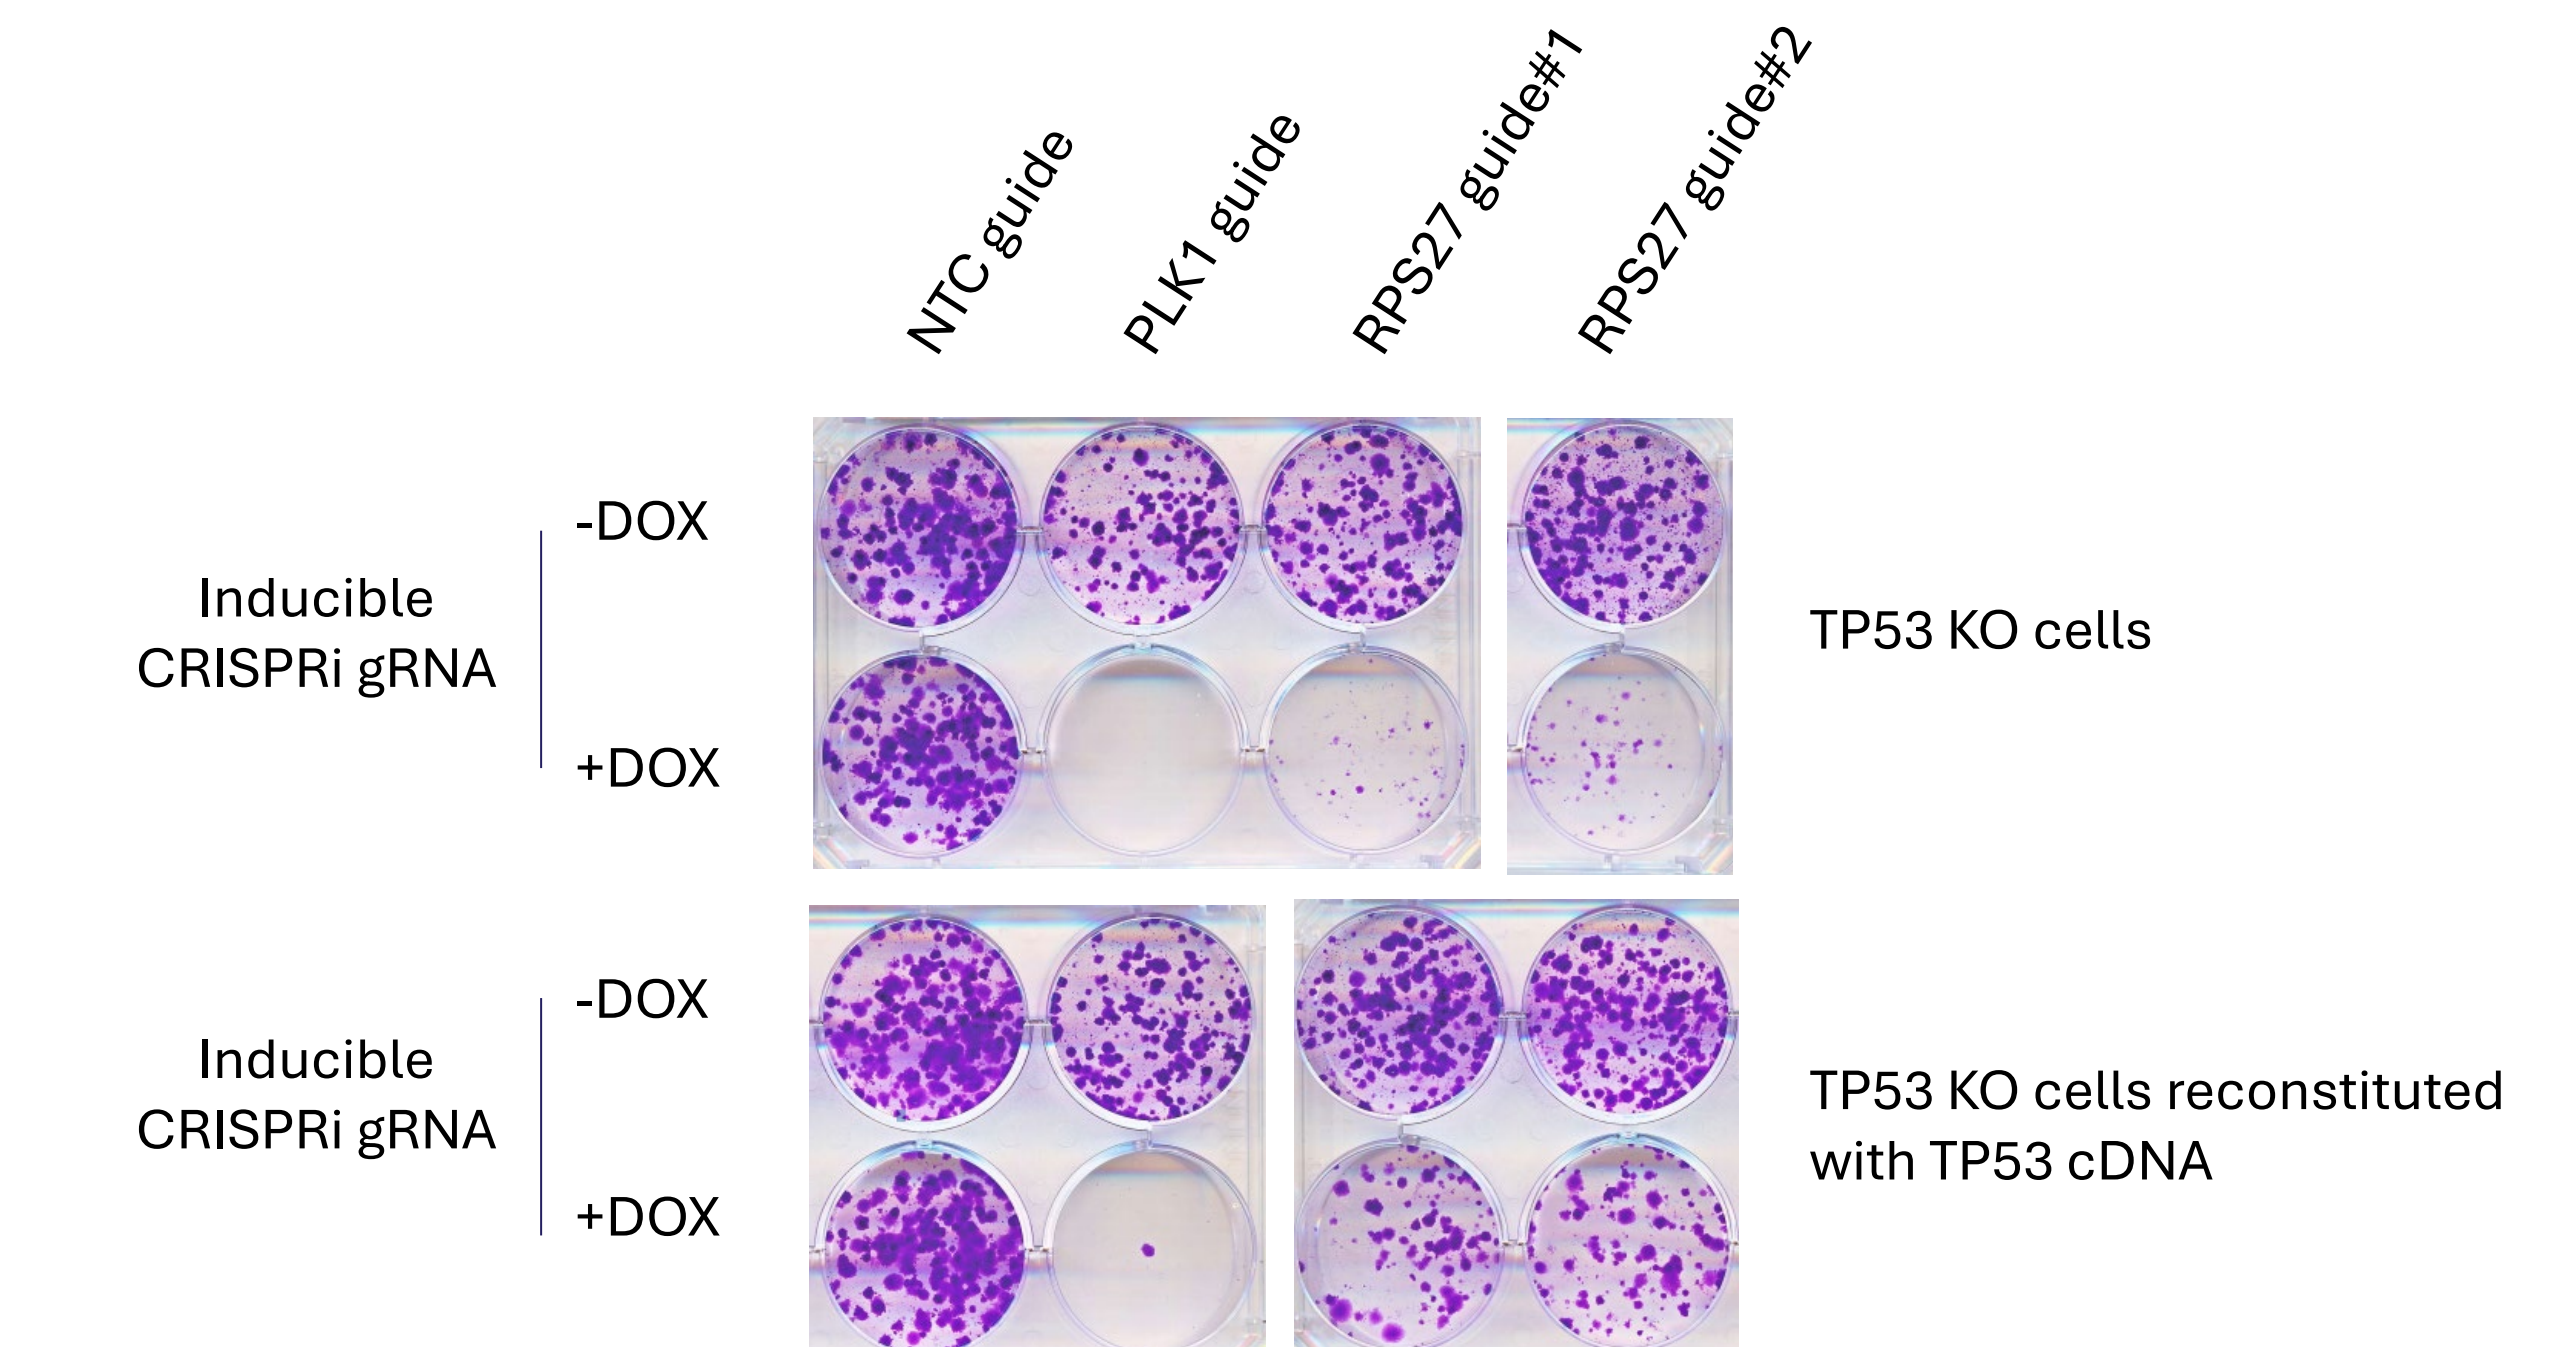 NTC guide
PLK1 guide
RPS27 guide#1
RPS27 guide#2
Inducible
CRISPRi gRNA
-DOX
+DOX
TP53 KO cells
Inducible
CRISPRi gRNA
-DOX
+DOX
TP53 KO cells reconstituted
with TP53 cDNA